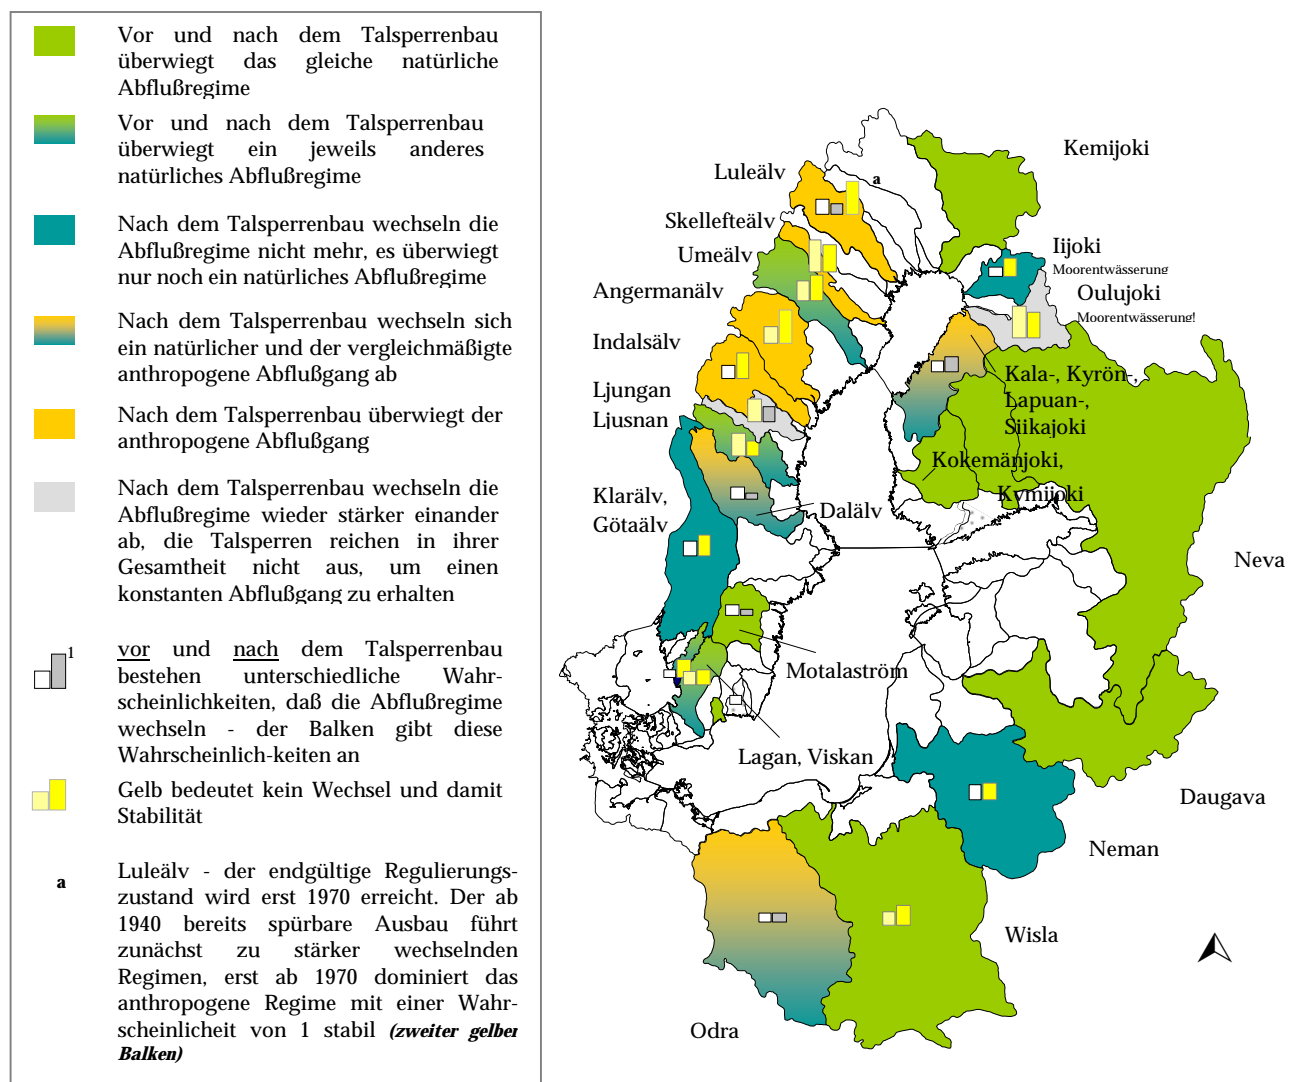 Vor und nach dem Talsperrenbau
überwiegt das gleiche natürliche
Abflußregime
Vor und nach dem Talsperrenbau
überwiegt ein jeweils anderes
natürliches Abflußregime
Nach dem Talsperrenbau wechseln die
Abflußregime nicht mehr, es überwiegt
nur noch ein natürliches Abflußregime
Nach dem Talsperrenbau wechseln sich
ein natürlicher und der vergleichmäßigte
anthropogene Abflußgang ab
Nach dem Talsperrenbau überwiegt der
anthropogene Abflußgang
Nach dem Talsperrenbau wechseln die
Abflußregime wieder stärker einander
ab, die Talsperren reichen in ihrer
Gesamtheit nicht aus, um einen
konstanten Abflußgang zu erhalten
1
vor und nach dem Talsperrenbau
bestehen unterschiedliche Wahr-
scheinlichkeiten, daß die Abflußregime
wechseln - der Balken gibt diese
Wahrscheinlich-keiten an
Gelb bedeutet kein Wechsel und damit
Stabilität
a
Luleälv - der endgültige Regulierungs-
zustand wird erst 1970 erreicht. Der ab
1940 bereits spürbare Ausbau führt
zunächst zu stärker wechselnden
Regimen, erst ab 1970 dominiert das
anthropogene Regime mit einer Wahr-
scheinlicheit von 1 stabil (zweiter gelber
Balken)
Kemijoki
Luleälv
a
Skellefteälv
Umeälv
Iijoki
Moorentwässerung
Angermanälv
Oulujoki
Moorentwässerung!
Indalsälv
Kala-, Kyrön-,
Lapuan-,
Siikajoki
Ljungan
Ljusnan
Kokemänjoki,
Kymijoki
Klarälv,
Götaälv
Dalälv
Neva
Motalaström
Lagan, Viskan
Daugava
Neman
Wisla
Odra